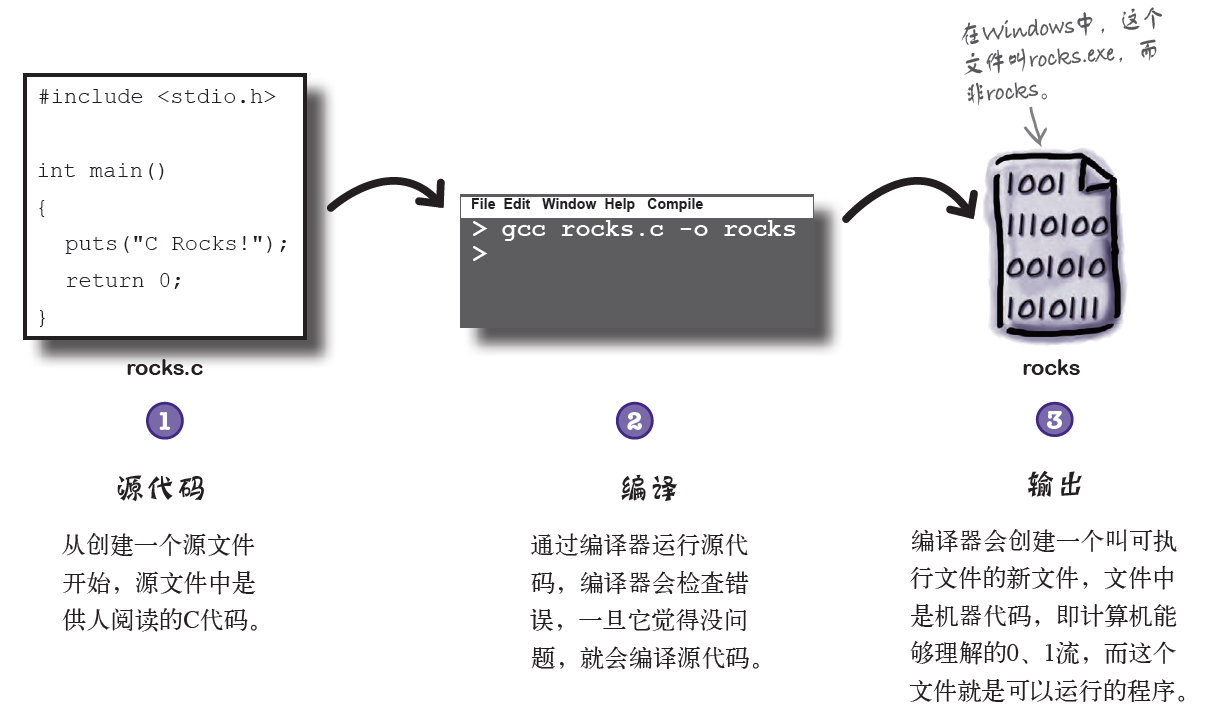 在Windows中，这个
文件叫rocks.exe，而
非rocks。
#include <stdio.h>
int main()
{
puts("C Rocks!");
return 0;
}
rocks.c
File Edit Window Help Compile
> gcc rocks.c -o rocks
>
1001
1110100
001010
1010111
rocks
1
源代码
从创建一个源文件
开始，源文件中是
供人阅读的C代码。
2
编译
通过编译器运行源代
码，编译器会检查错
误，一旦它觉得没问
题，就会编译源代码。
3
输出
编译器会创建一个叫可执
行文件的新文件，文件中
是机器代码，即计算机能
够理解的0、1流，而这个
文件就是可以运行的程序。